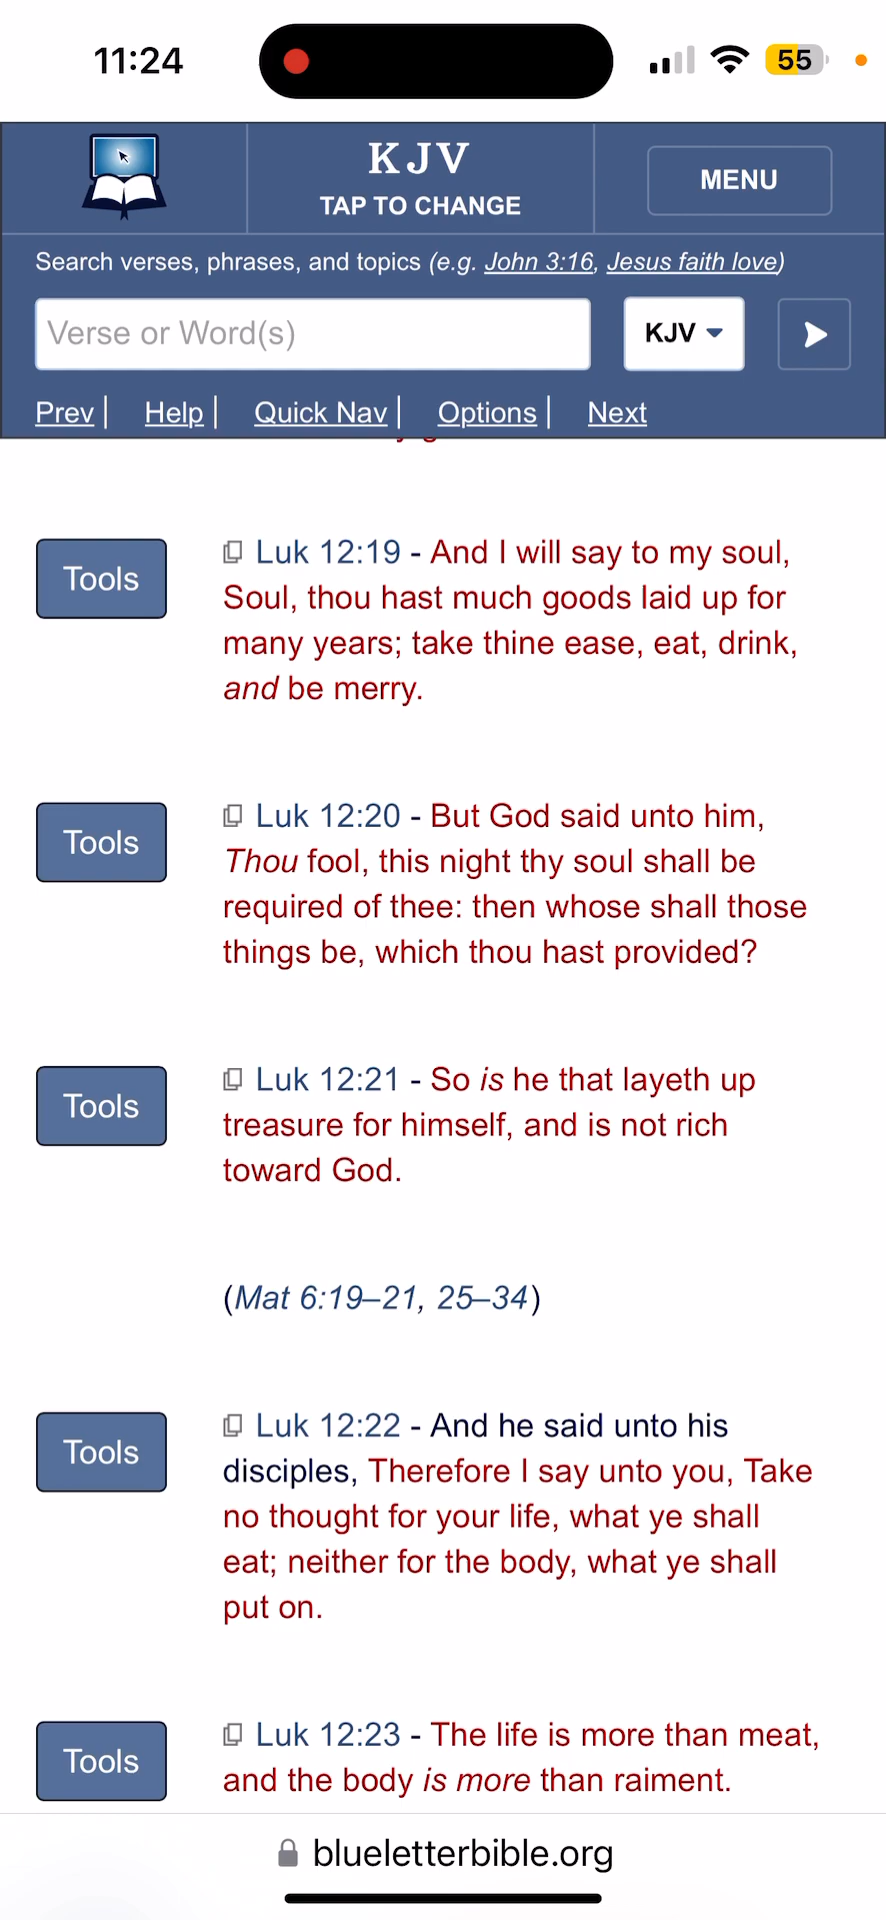 11:24
55
KJV
TAP TO CHANGE
MENU
Search verses, phrases, and topics (e.g. John 3:16, Jesus faith love)
Verse or Word(s)
KJV
Prev | Help | Quick Nav | Options | Next
Tools
Luk 12:19 - And I will say to my soul,
Soul, thou hast much goods laid up for
many years; take thine ease, eat, drink,
and be merry.
Tools
Luk 12:20 - But God said unto him,
Thou fool, this night thy soul shall be
required of thee: then whose shall those
things be, which thou hast provided?
Tools
Luk 12:21 - So is he that layeth up
treasure for himself, and is not rich
toward God.
(Mat 6:19–21, 25–34)
Tools
Luk 12:22 - And he said unto his
disciples, Therefore I say unto you, Take
no thought for your life, what ye shall
eat; neither for the body, what ye shall
put on.
Tools
Luk 12:23 - The life is more than meat,
and the body is more than raiment.
blueletterbible.org